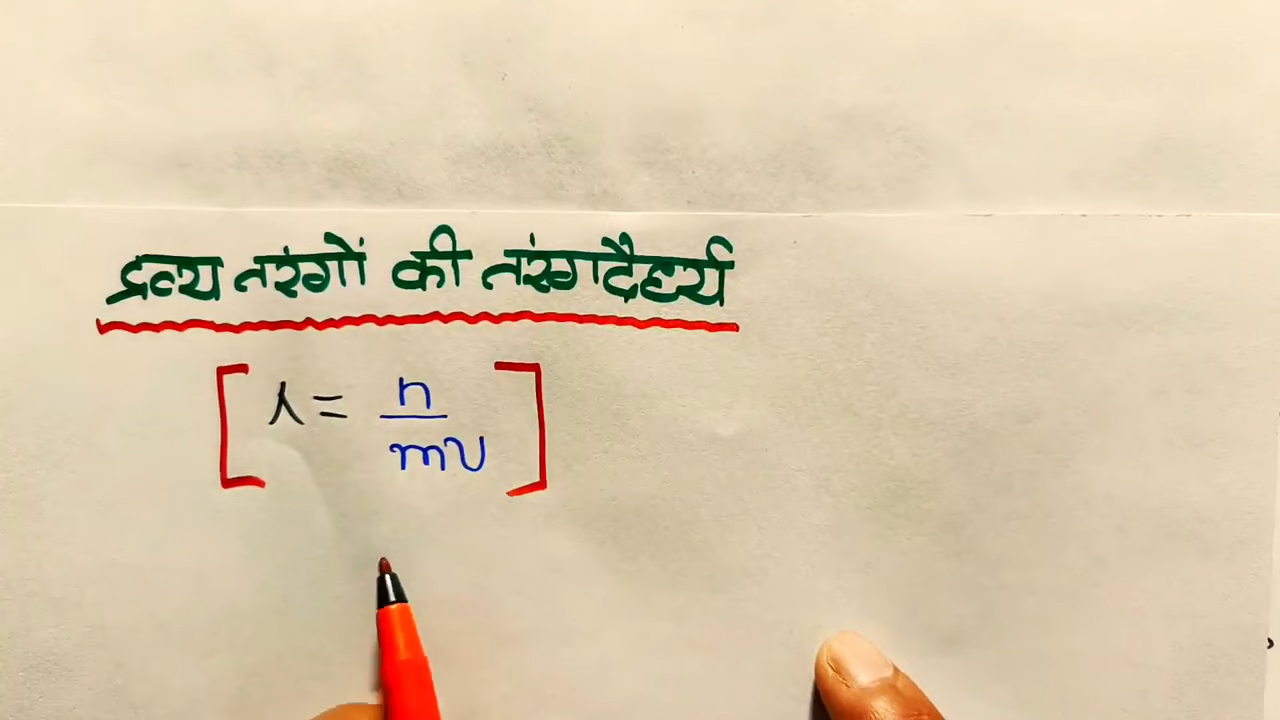 द्रव्य तरंगों की तरंगदैर्ध्य
[ λ = h/mv ]